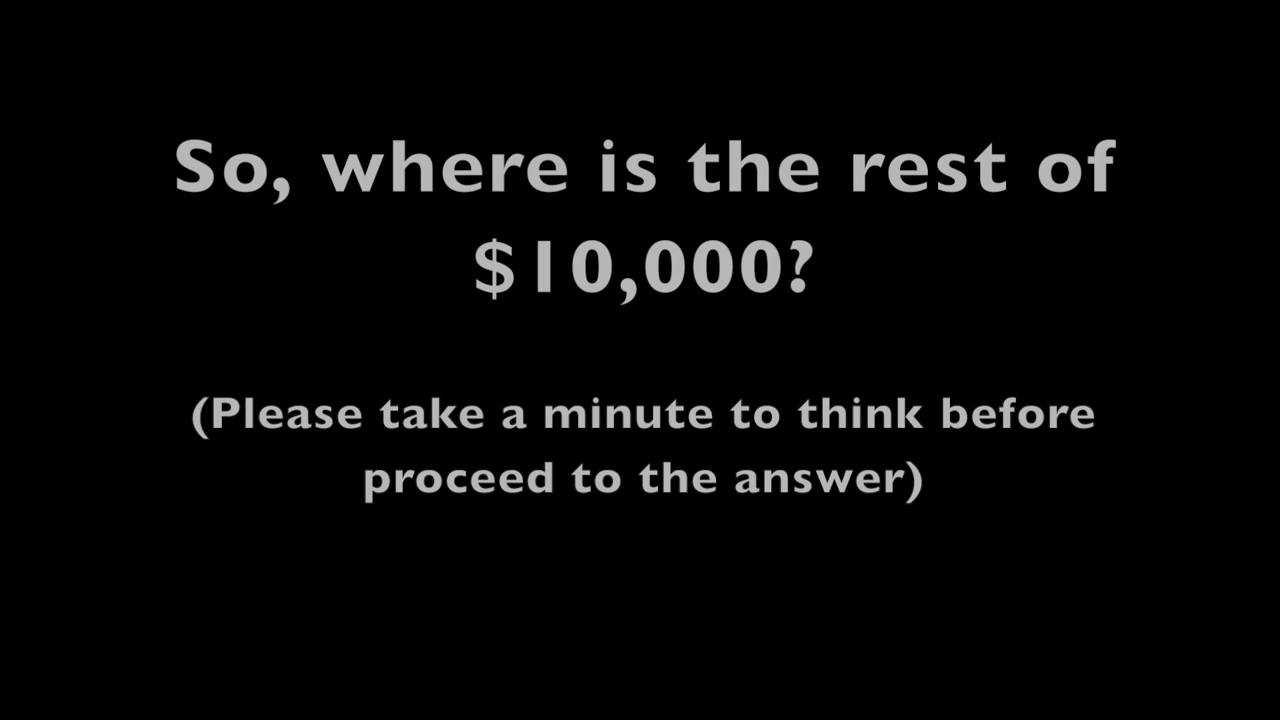 So, where is the rest of
$10,000?
(Please take a minute to think before
proceed to the answer)